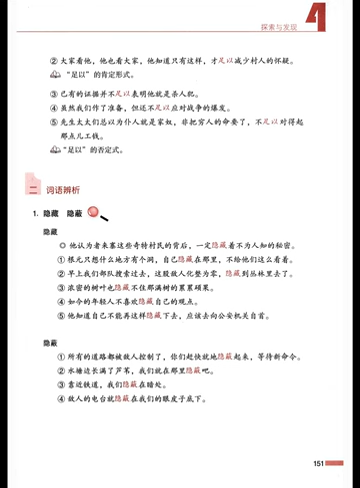 探索与发现 4
② 大家看他，他也看大家，他知道只有这样，才足以减少村人的怀疑。
“足以”的肯定形式。
③ 已有的证据并不足以表明他就是杀人犯。
④ 虽然我们作了准备，但还不足以应对战争的爆发。
⑤ 先生太太们总以为仆人就是家奴，非把穷人的命要了，不足以对得起
那点儿工钱。
“足以”的否定式。
二 词语辨析
1. 隐藏 隐蔽
隐藏
◎ 他认为者来寨这些奇特村民的背后，一定隐藏着不为人知的秘密。
① 根元只想什么地方有个洞，自己隐藏在那里，不给他们这么看着。
② 早上我们部队搜索过去，这股敌人化整为零，隐藏到丛林里去了。
③ 浓密的树叶也隐藏不住那满树的累累硕果。
④ 如今的年轻人不喜欢隐藏自己的观点。
⑤ 他知道自己不能再这样隐藏下去，应该去向公安机关自首。
隐蔽
① 所有的道路都被敌人控制了，你们赶快就地隐蔽起来，等待新命令。
② 水塘边长满了芦苇，我们就在那里隐蔽吧。
③ 靠近铁道，我们隐蔽在暗处。
④ 敌人的电台就隐蔽在我们的眼皮子底下。
151